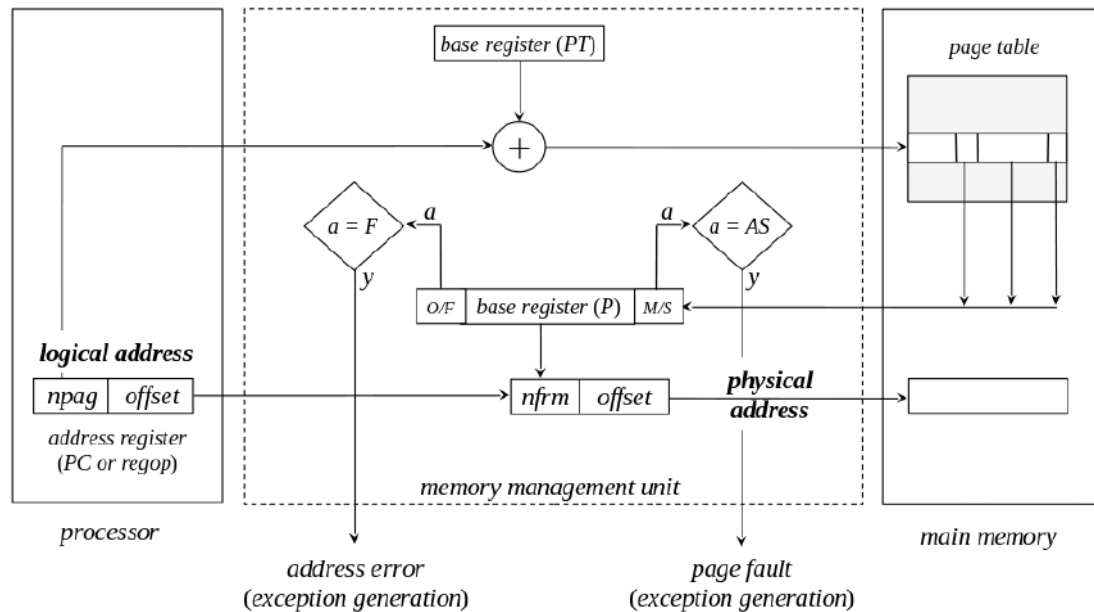 base register (PT)
page table
+
a
a = F
y
a
a = AS
y
O/F
base register (P)
M/S
logical address
npag
offset
address register
(PC or regop)
nfrm
offset
physical
address
memory management unit
processor
main memory
address error
(exception generation)
page fault
(exception generation)